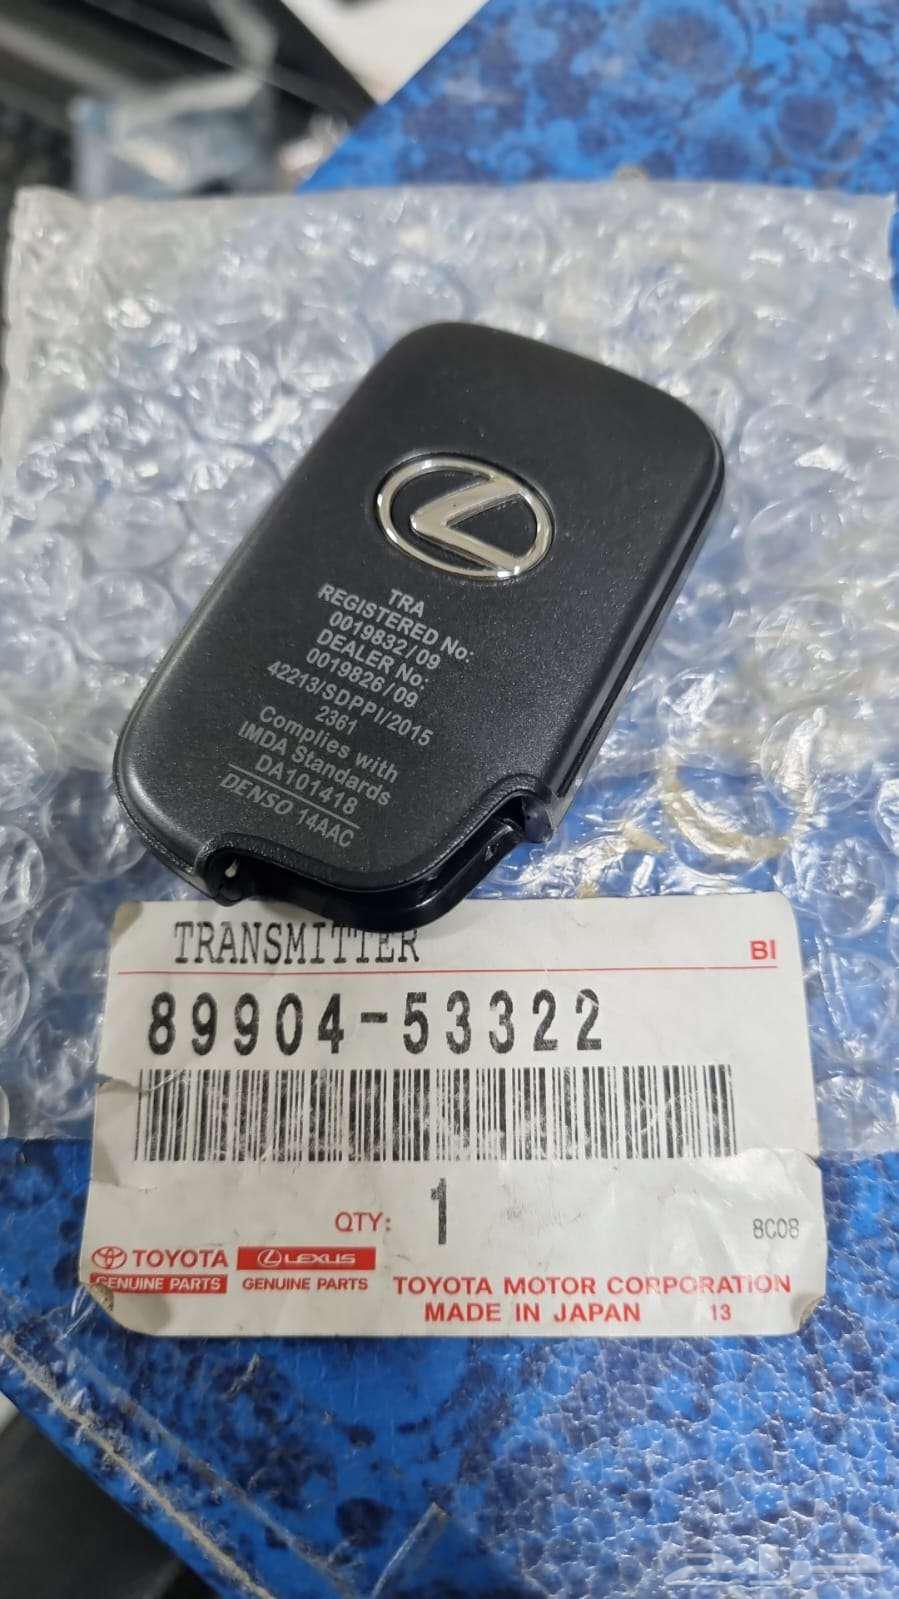 TRA
REGISTERED No:
0019832/09
DEALER No:
0019826/09
42213/SDPPI/2015
2361
Complies with
IMDA Standards
DA101418
DENSO 14AAC
TRANSMITTER
BI
89904-53322
QTY: 1
8C08
TOYOTA LEXUS
GENUINE PARTS GENUINE PARTS
TOYOTA MOTOR CORPORATION
MADE IN JAPAN 13
حراج